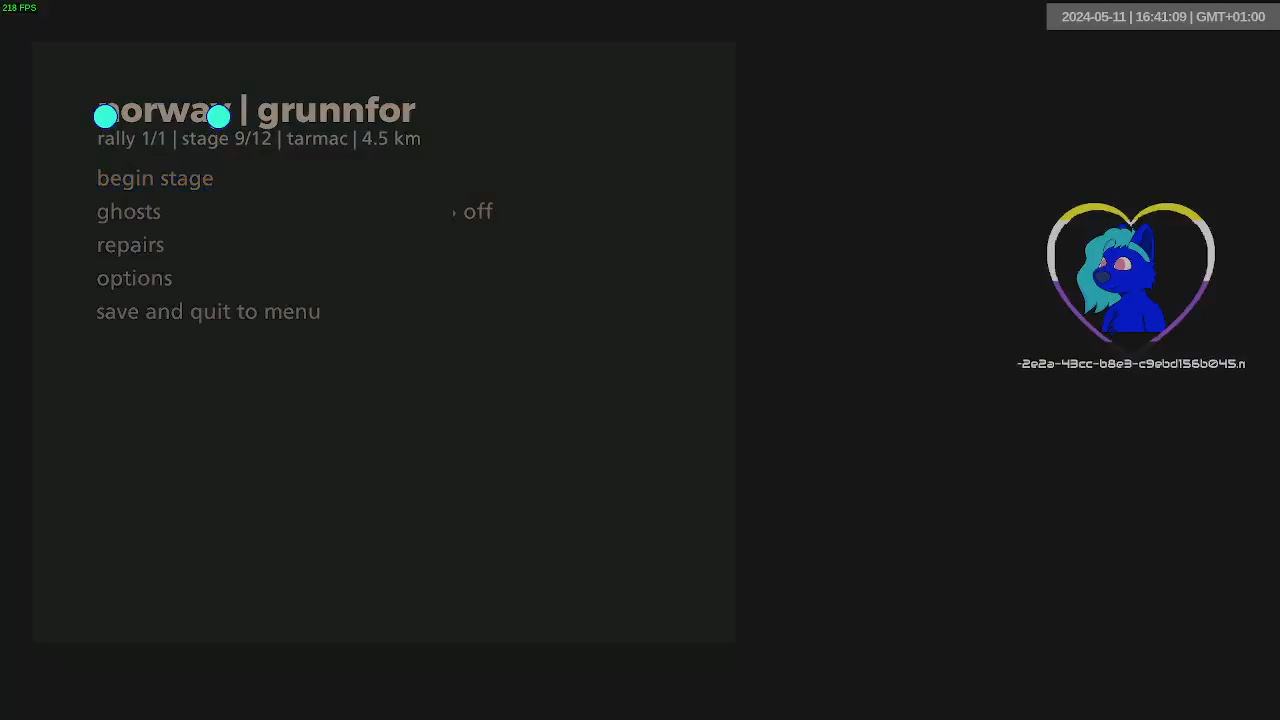 218 FPS
2024-05-11 | 16:41:09 | GMT+01:00
norway | grunnfor
rally 1/1 | stage 9/12 | tarmac | 4.5 km
begin stage
ghosts › off
repairs
options
save and quit to menu
-2e2a-43cc-b8e3-c9ebd156b045.n